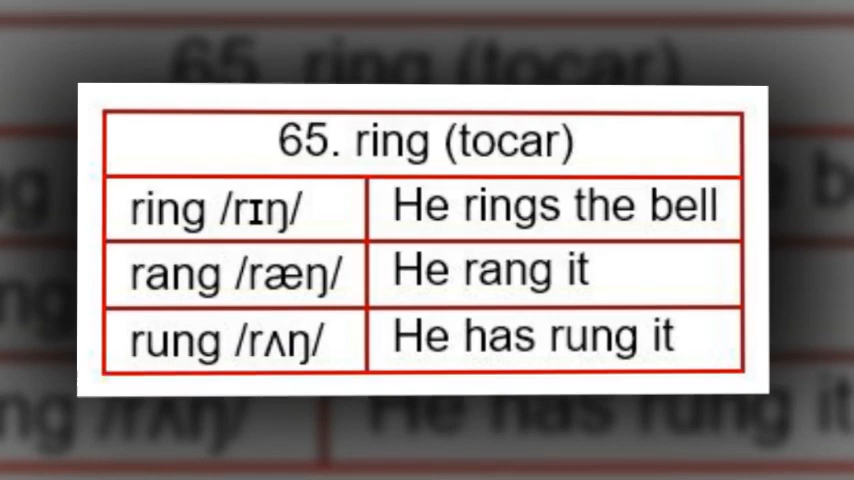 65. ring (tocar)
ring /rɪŋ/ He rings the bell
rang /ræŋ/ He rang it
rung /rʌŋ/ He has rung it